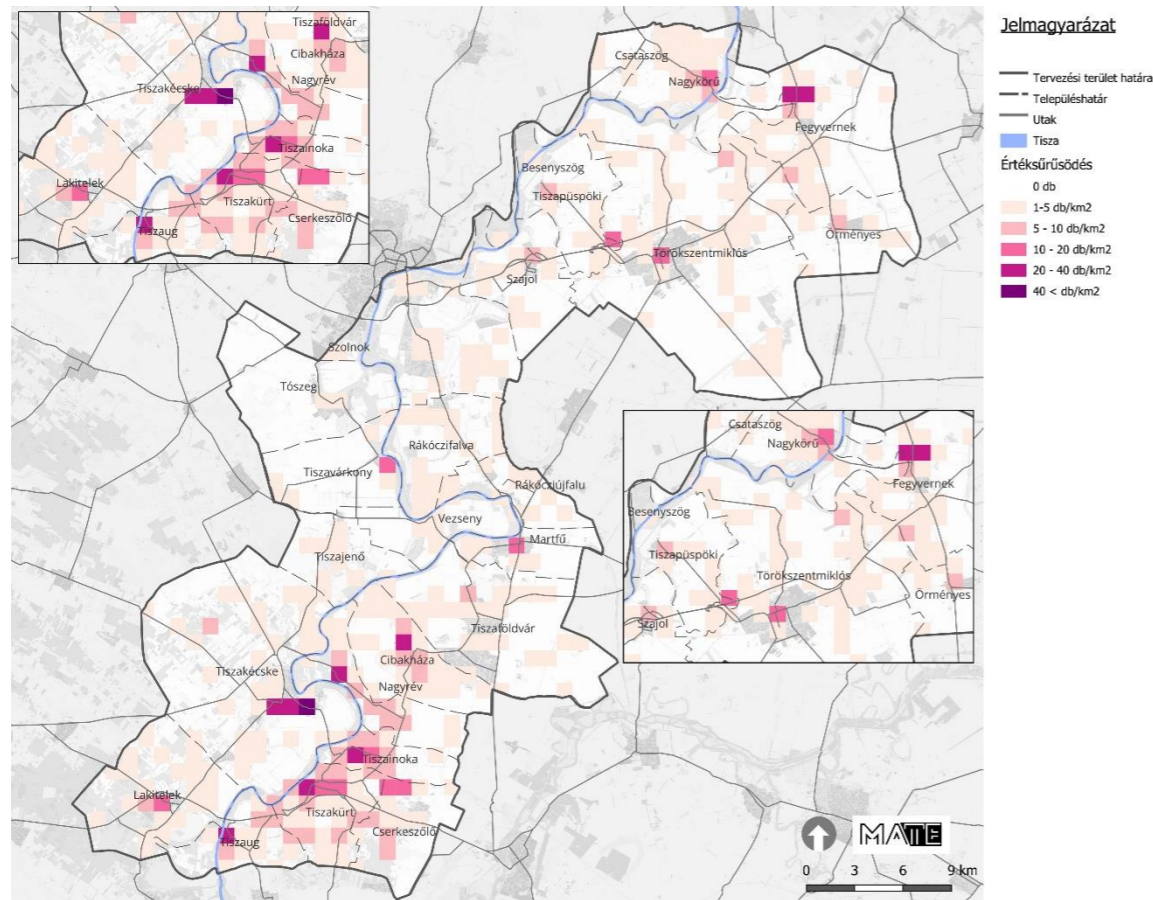 Tiszaföldvár
Cibakháza
Nagyrév
Tiszakécske
Tiszainoka
Lakitelek
Tiszakürt
Cserkeszőlő
Tiszaug
Csataszög
Nagykörű
Fegyvernek
Besenyszög
Tiszapüspöki
Örményes
Törökszentmiklós
Szajol
Szolnok
Tószeg
Rákóczifalva
Tiszavárkony
Rákócziújfalu
Vezseny
Martfű
Tiszajenő
Tiszaföldvár
Cibakháza
Tiszakécske
Nagyrév
Tiszainoka
Lakitelek
Tiszakürt
Cserkeszőlő
Tiszaug
Csataszög
Nagykörű
Fegyvernek
Besenyszög
Tiszapüspöki
Törökszentmiklós
Örményes
Szajol
Jelmagyarázat
Tervezési terület határa
Településhatár
Utak
Tisza
Értéksűrűsödés
0 db
1-5 db/km2
5 - 10 db/km2
10 - 20 db/km2
20 - 40 db/km2
40 < db/km2
MATE
0 3 6 9 km